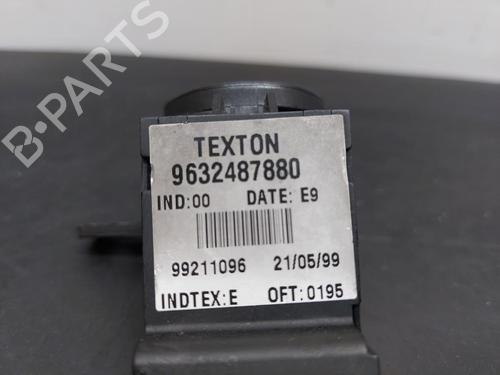 B-PARTS
TEXTON
9632487880
IND:00 DATE: E9
99211096 21/05/99
INDTEX:E OFT:0195